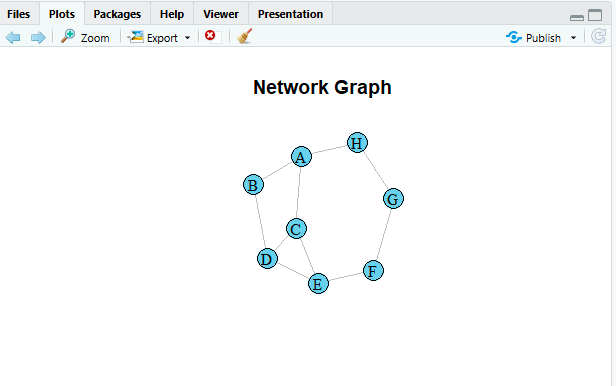 Files Plots Packages Help Viewer Presentation
Zoom Export Publish
Network Graph
H
A
B
G
C
D
F
E